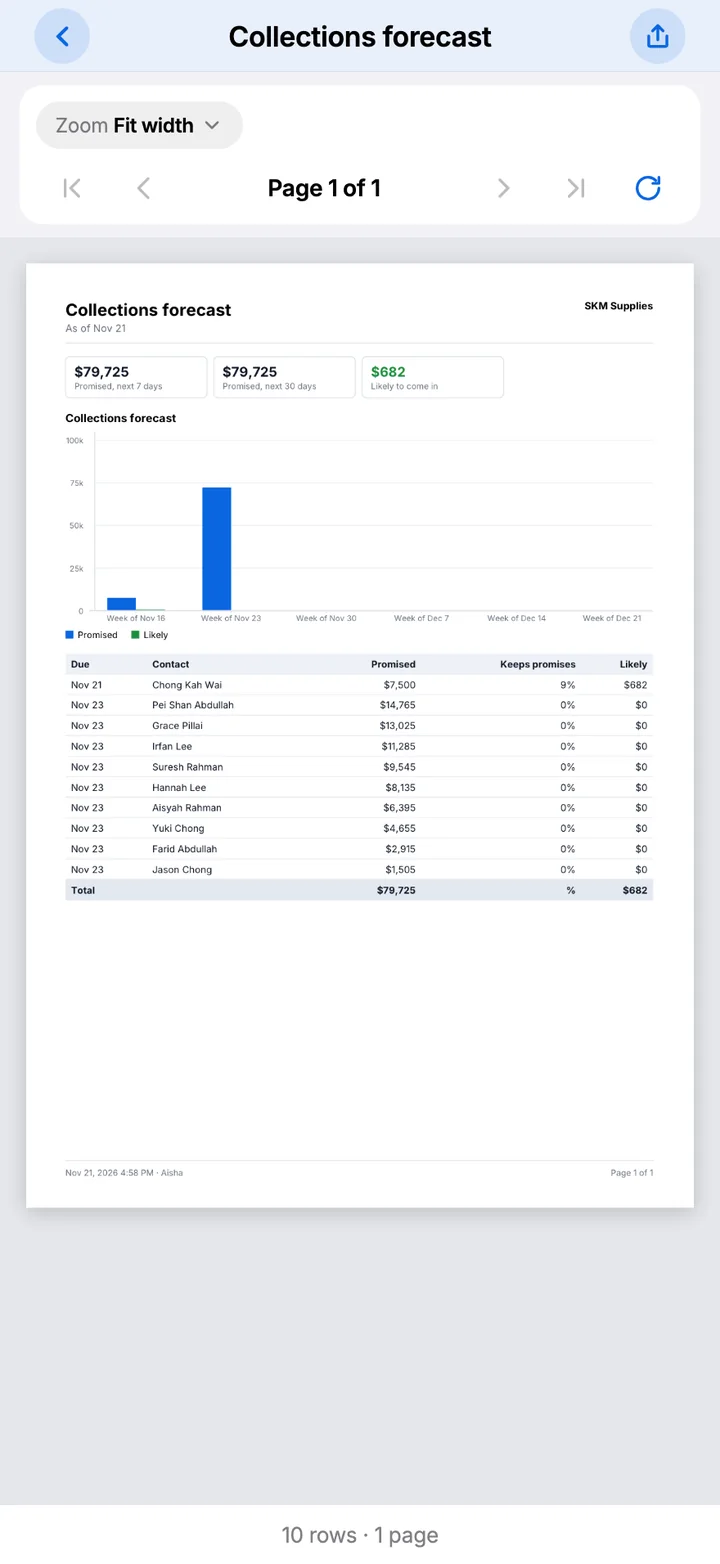 Collections forecast
Zoom Fit width
Page 1 of 1
Collections forecast
SKM Supplies
As of Nov 21
$79,725
Promised, next 7 days
$79,725
Promised, next 30 days
$682
Likely to come in
Collections forecast
100k
75k
50k
25k
0
Week of Nov 16 Week of Nov 23 Week of Nov 30 Week of Dec 7 Week of Dec 14 Week of Dec 21
Promised Likely
Due Contact Promised Keeps promises Likely
Nov 21 Chong Kah Wai $7,500 9% $682
Nov 23 Pei Shan Abdullah $14,765 0% $0
Nov 23 Grace Pillai $13,025 0% $0
Nov 23 Irfan Lee $11,285 0% $0
Nov 23 Suresh Rahman $9,545 0% $0
Nov 23 Hannah Lee $8,135 0% $0
Nov 23 Aisyah Rahman $6,395 0% $0
Nov 23 Yuki Chong $4,655 0% $0
Nov 23 Farid Abdullah $2,915 0% $0
Nov 23 Jason Chong $1,505 0% $0
Total $79,725 % $682
Nov 21, 2026 4:58 PM · Aisha
Page 1 of 1
10 rows · 1 page